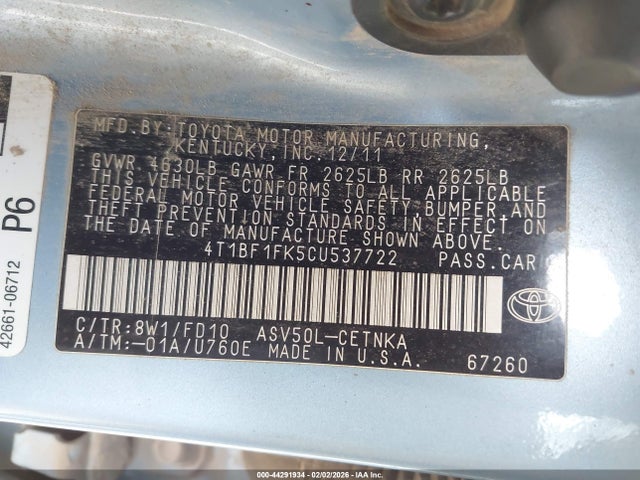 MFD.BY: TOYOTA MOTOR MANUFACTURING,
KENTUCKY, INC. 12/11
GVWR 4630LB GAWR FR 2625LB RR 2625LB
THIS VEHICLE CONFORMS TO ALL APPLICABLE
FEDERAL MOTOR VEHICLE SAFETY BUMPER AND
THEFT PREVENTION STANDARDS IN EFFECT ON
THE DATE OF MANUFACTURE SHOWN ABOVE.
4T1BF1FK5CU537722 PASS.CAR
C/TR:8W1/FD10 ASV50L-CETNKA
A/TM:-01A/U760E MADE IN U.S.A.
67260
TOYOTA
P6
42661-06712
000-44291934 - 02/02/2026 - IAA Inc.